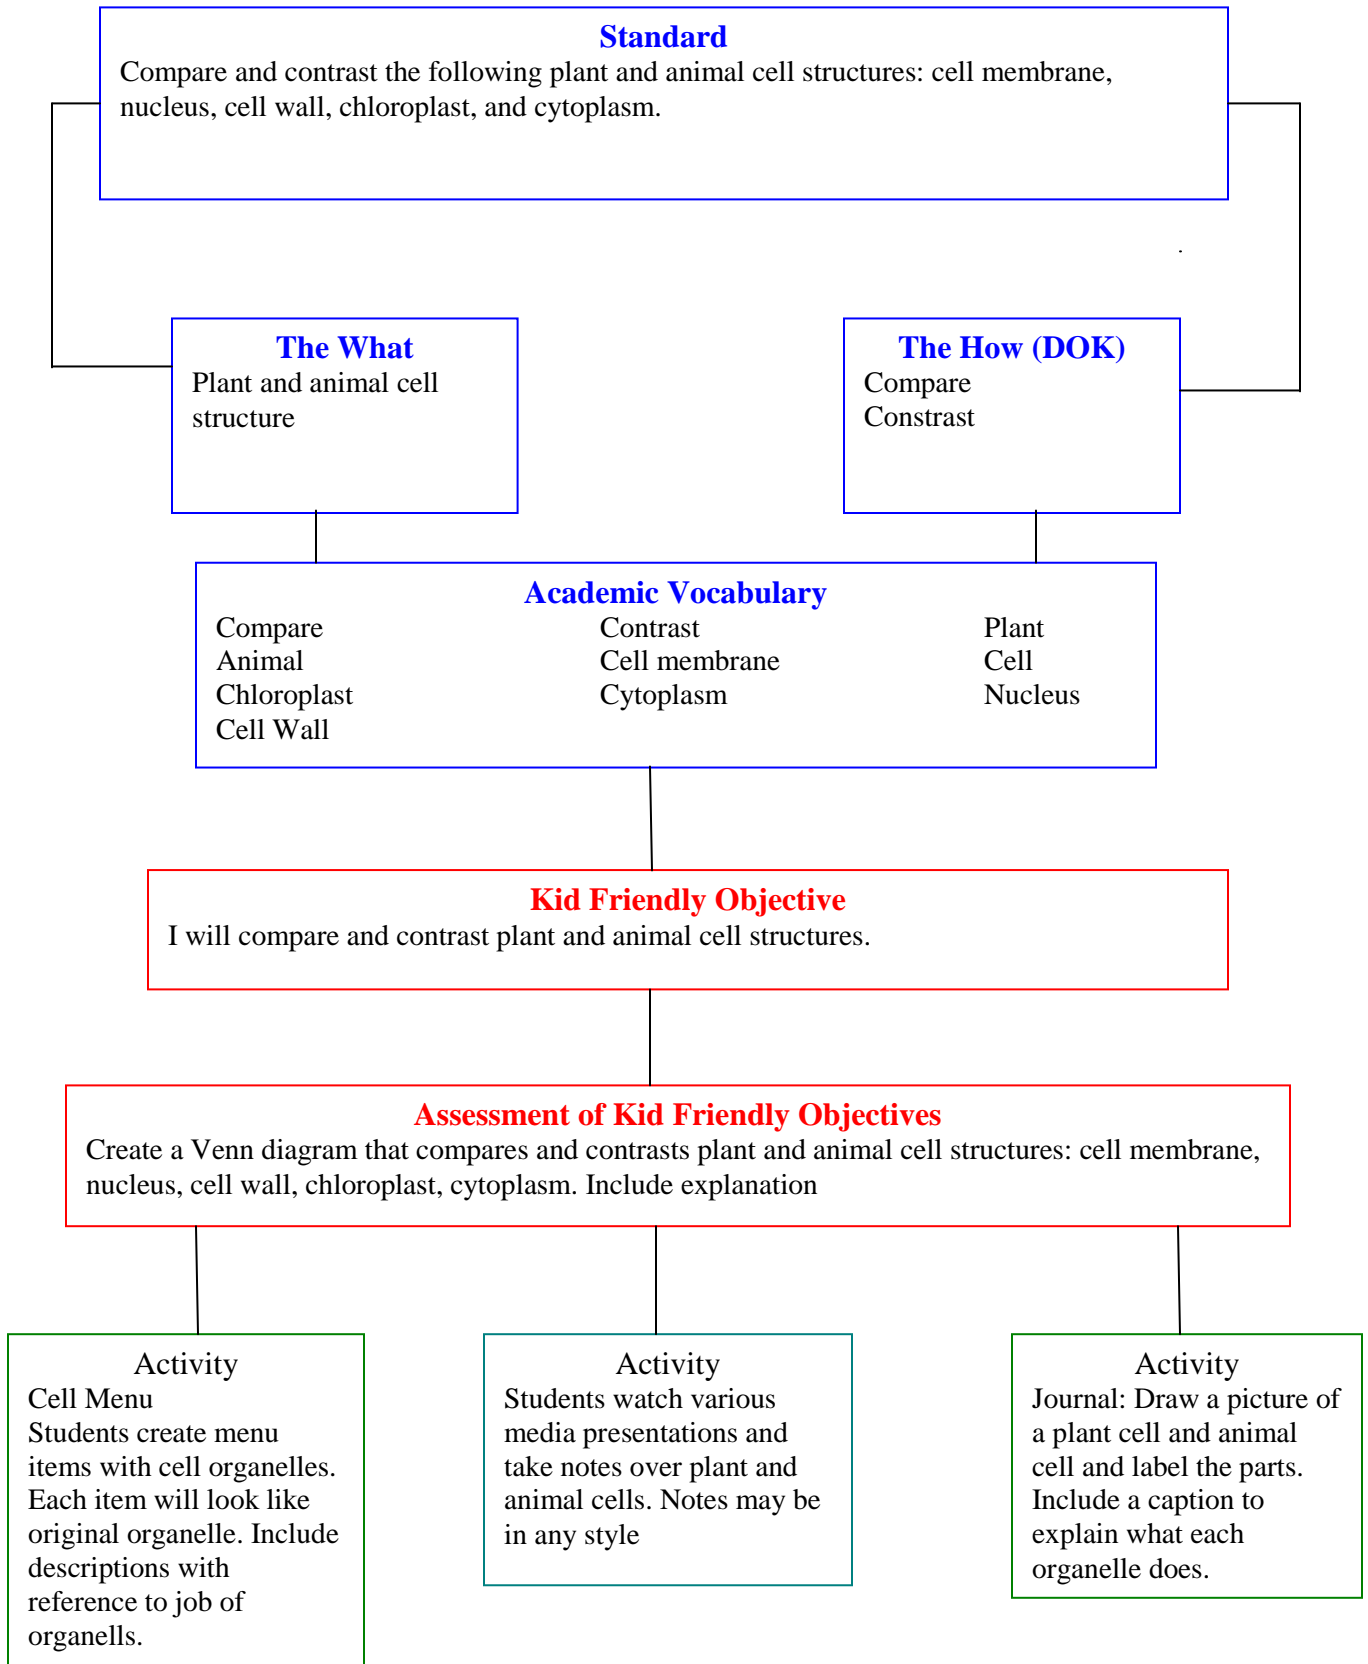 Standard
Compare and contrast the following plant and animal cell structures: cell membrane,
nucleus, cell wall, chloroplast, and cytoplasm.
The What
Plant and animal cell
structure
The How (DOK)
Compare
Constrast
Academic Vocabulary
Compare Contrast Plant
Animal Cell membrane Cell
Chloroplast Cytoplasm Nucleus
Cell Wall
Kid Friendly Objective
I will compare and contrast plant and animal cell structures.
Assessment of Kid Friendly Objectives
Create a Venn diagram that compares and contrasts plant and animal cell structures: cell membrane,
nucleus, cell wall, chloroplast, cytoplasm. Include explanation
Activity
Cell Menu
Students create menu
items with cell organelles.
Each item will look like
original organelle. Include
descriptions with
reference to job of
organells.
Activity
Students watch various
media presentations and
take notes over plant and
animal cells. Notes may be
in any style
Activity
Journal: Draw a picture of
a plant cell and animal
cell and label the parts.
Include a caption to
explain what each
organelle does.